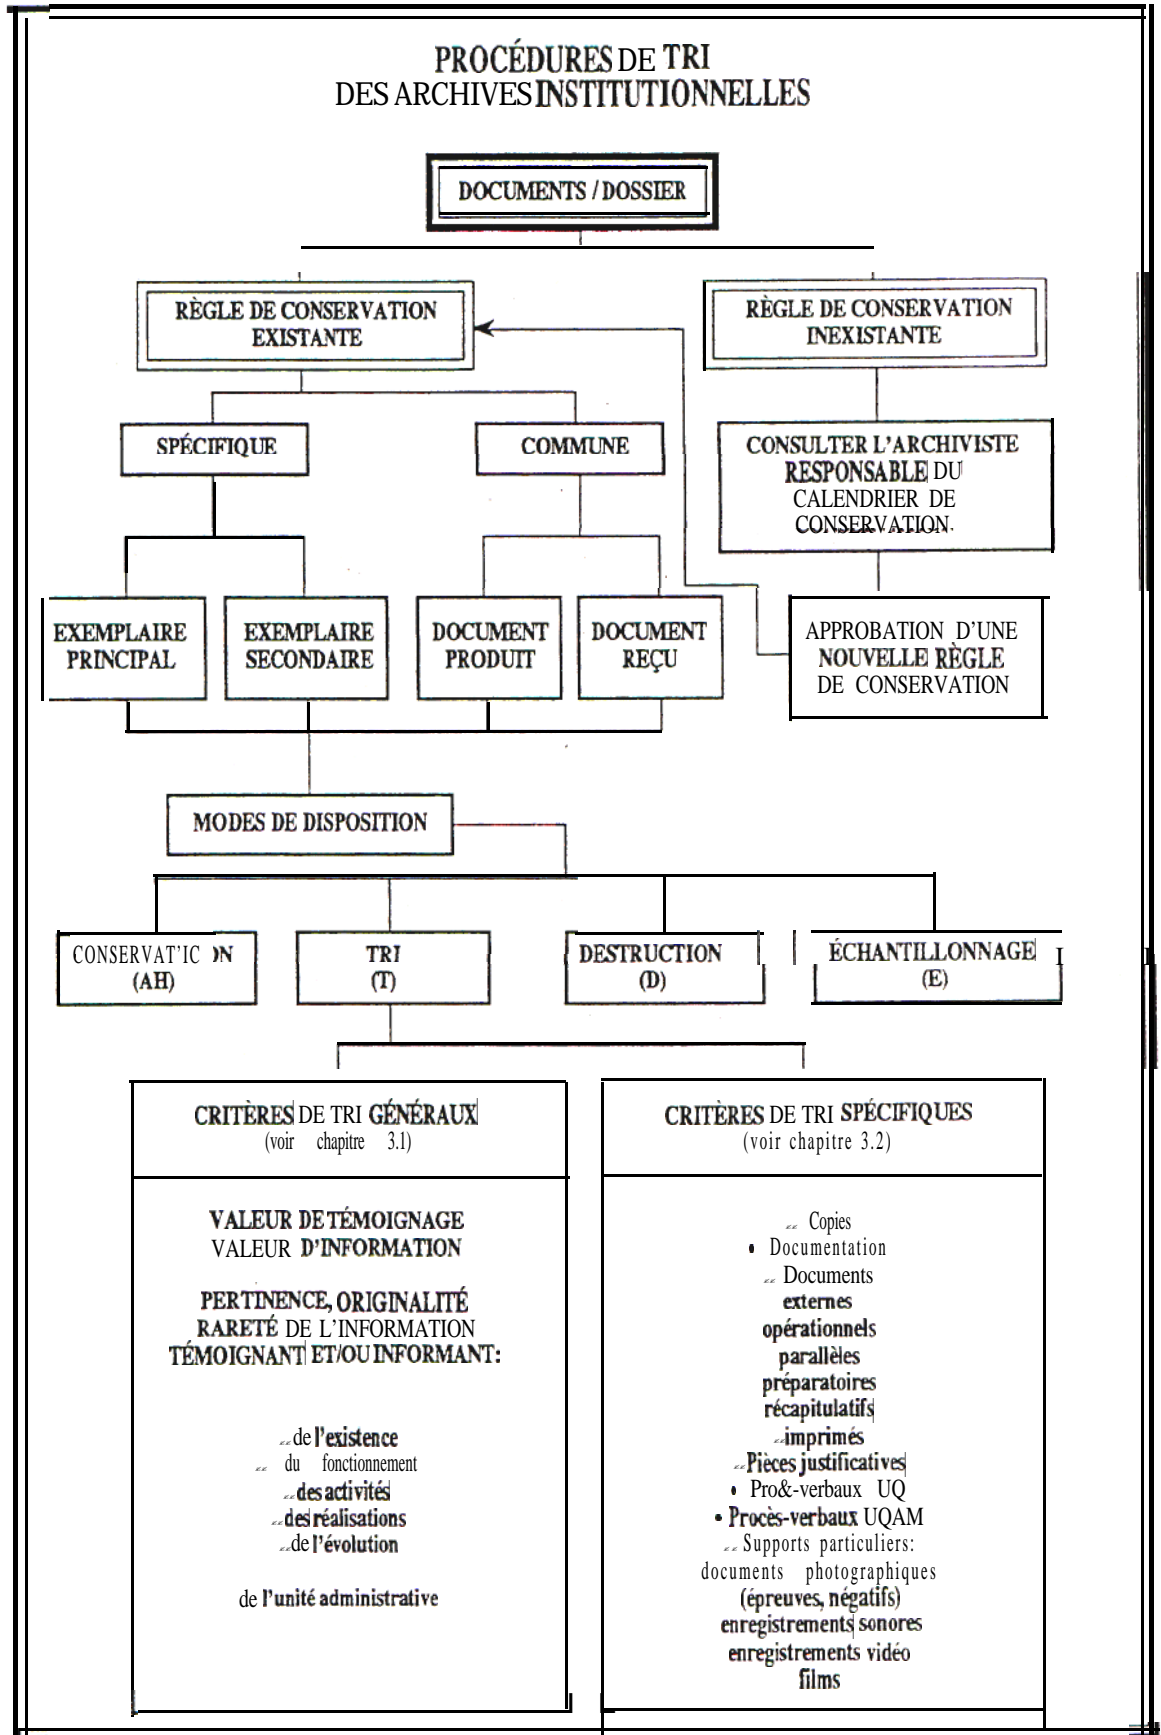 PROCÉDURES DE TRI
DES ARCHIVES INSTITUTIONNELLES
DOCUMENTS / DOSSIER
RÈGLE DE CONSERVATION
EXISTANTE
RÈGLE DE CONSERVATION
INEXISTANTE
SPÉCIFIQUE
COMMUNE
CONSULTER L'ARCHIVISTE
RESPONSABLE DU
CALENDRIER DE
CONSERVATION
EXEMPLAIRE
PRINCIPAL
EXEMPLAIRE
SECONDAIRE
DOCUMENT
PRODUIT
DOCUMENT
REÇU
APPROBATION D'UNE
NOUVELLE RÈGLE
DE CONSERVATION
MODES DE DISPOSITION
CONSERVAT'IC ON
(AH)
TRI
(T)
DESTRUCTION
(D)
ÉCHANTILLONNAGE
(E)
CRITÈRES DE TRI GÉNÉRAUX
(voir chapitre 3.1)
VALEUR DE TÉMOIGNAGE
VALEUR D'INFORMATION
PERTINENCE, ORIGINALITÉ
RARETÉ DE L'INFORMATION
TÉMOIGNANT ET/OU INFORMANT:
de l'existence
du fonctionnement
des activités
des réalisations
de l'évolution
de l'unité administrative
CRITÈRES DE TRI SPÉCIFIQUES
(voir chapitre 3.2)
Copies
• Documentation
Documents
externes
opérationnels
parallèles
préparatoires
récapitulatifs
imprimés
Pièces justificatives
• Pro&-verbaux UQ
• Procès-verbaux UQAM
Supports particuliers:
documents photographiques
(épreuves, négatifs)
enregistrements sonores
enregistrements vidéo
films